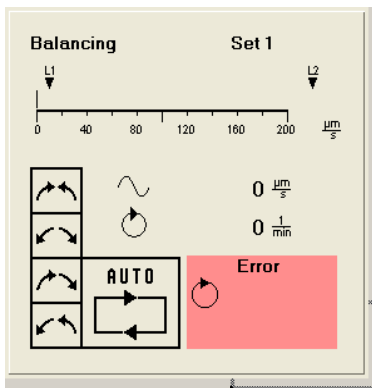 Balancing Set 1
L1 L2
0 40 80 120 160 200 µm/s
0 µm/s
0 1/min
AUTO
Error